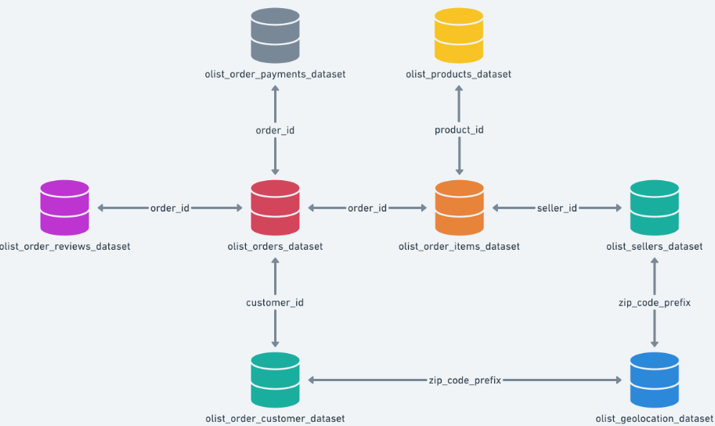 olist_order_payments_dataset
olist_products_dataset
order_id
product_id
order_id
order_id
seller_id
olist_order_reviews_dataset
olist_orders_dataset
olist_order_items_dataset
olist_sellers_dataset
customer_id
zip_code_prefix
zip_code_prefix
olist_order_customer_dataset
olist_geolocation_dataset